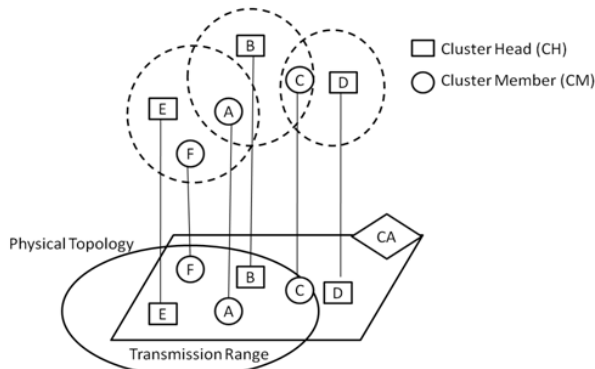 B
Cluster Head (CH)
C
D
Cluster Member (CM)
E
A
F
Physical Topology
CA
F
B
C
D
E
A
Transmission Range